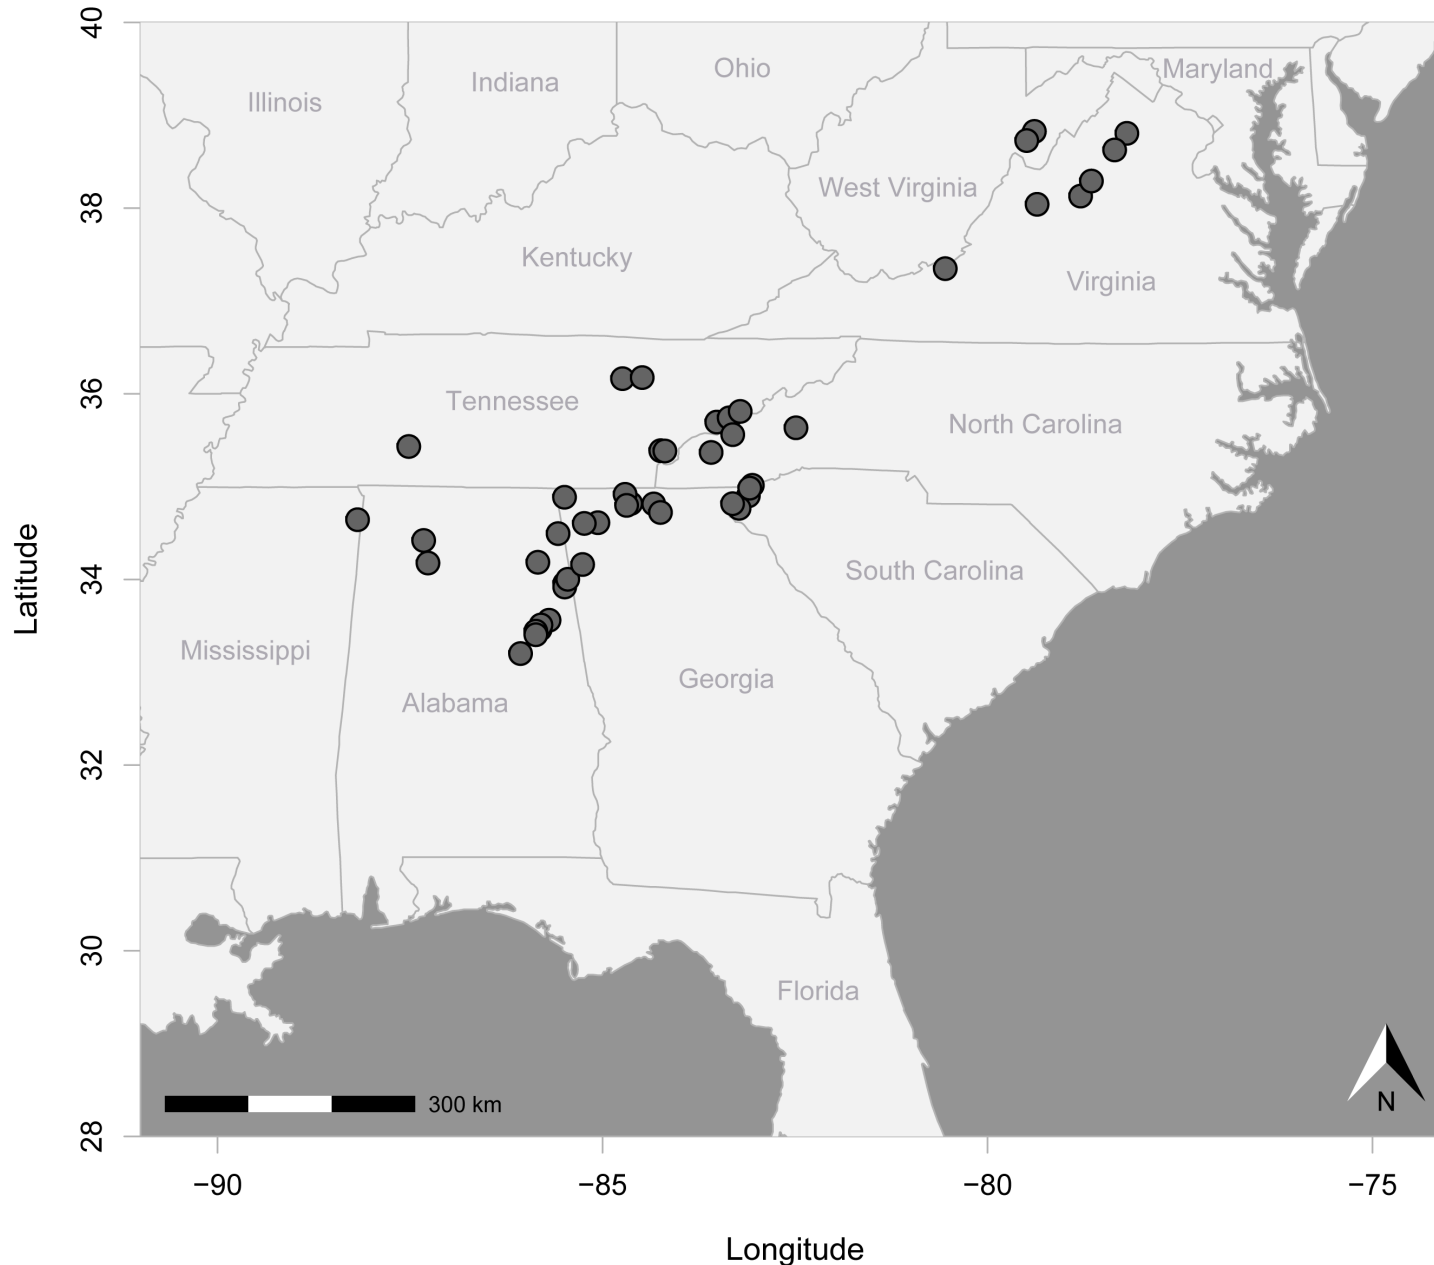 40
Ohio
Maryland
Indiana
Illinois
38
West Virginia
Kentucky
Virginia
36
Tennessee
North Carolina
Latitude
34
South Carolina
Mississippi
Georgia
Alabama
32
30
Florida
N
300 km
28
−90
−85
−80
−75
Longitude